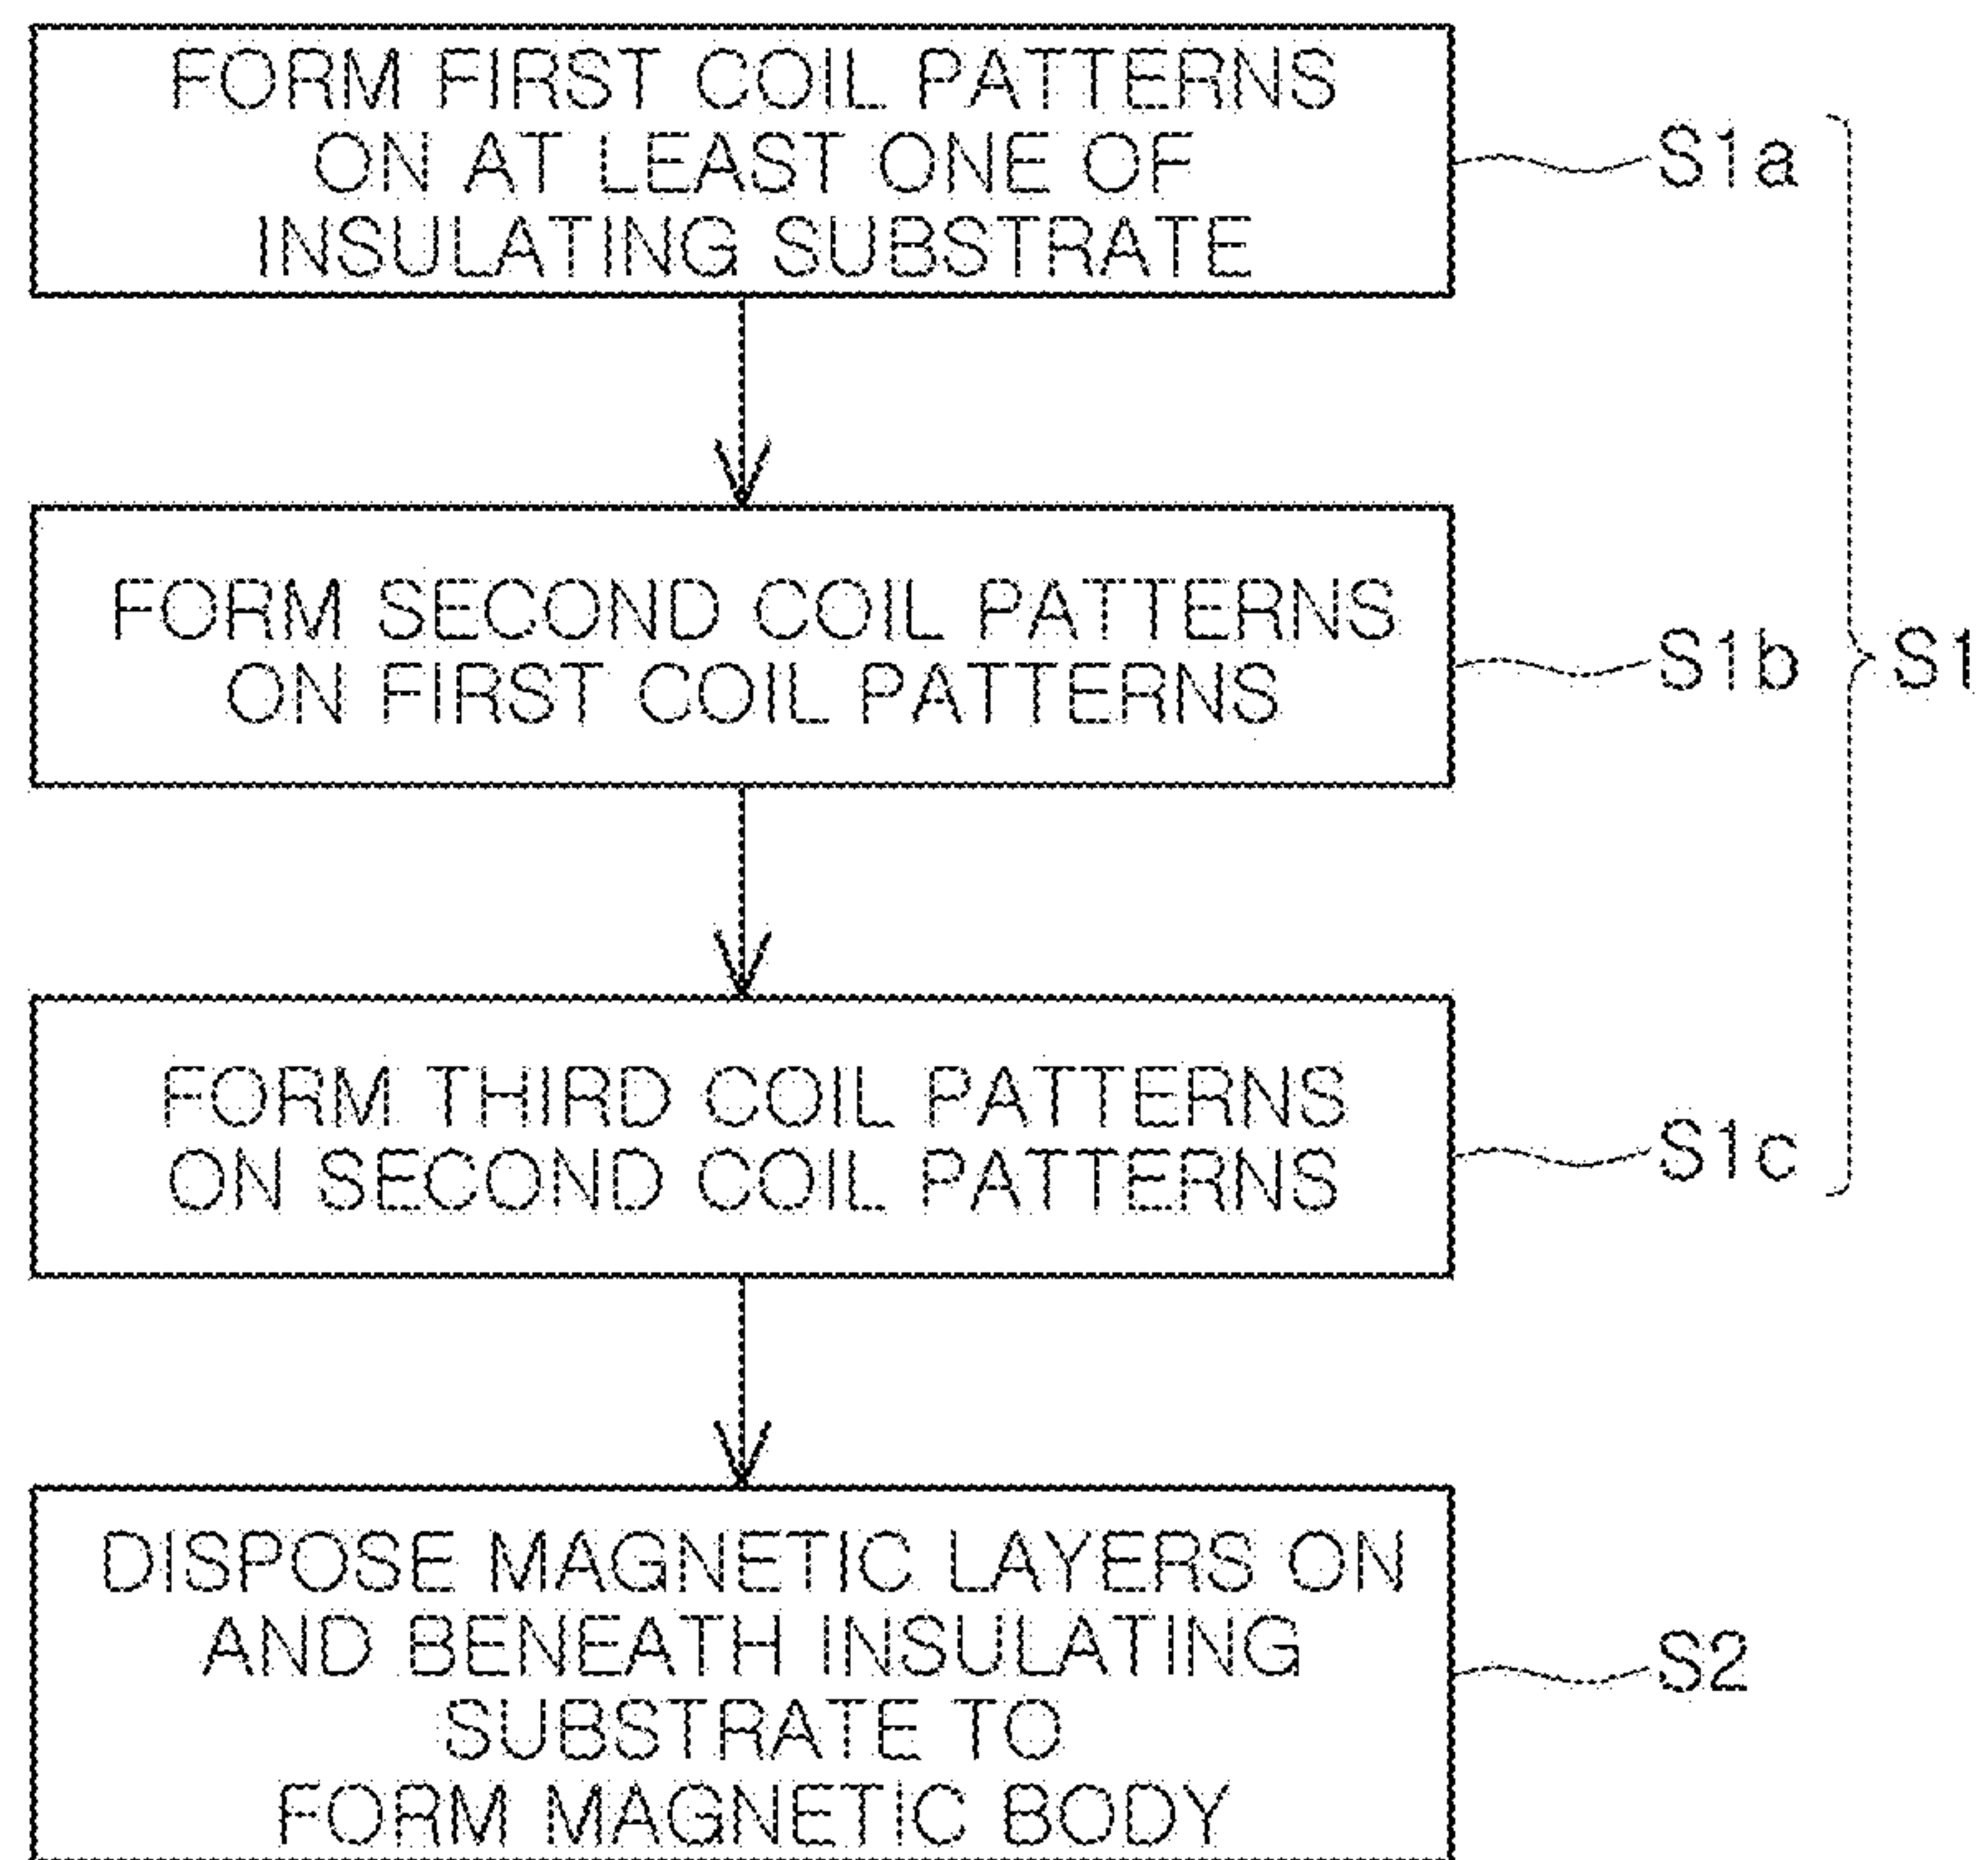 FORM FIRST COIL PATTERNS
ON AT LEAST ONE OF
INSULATING SUBSTRATE
S1a
FORM SECOND COIL PATTERNS
ON FIRST COIL PATTERNS
S1b
S1
FORM THIRD COIL PATTERNS
ON SECOND COIL PATTERNS
S1c
DISPOSE MAGNETIC LAYERS ON
AND BENEATH INSULATING
SUBSTRATE TO
FORM MAGNETIC BODY
S2